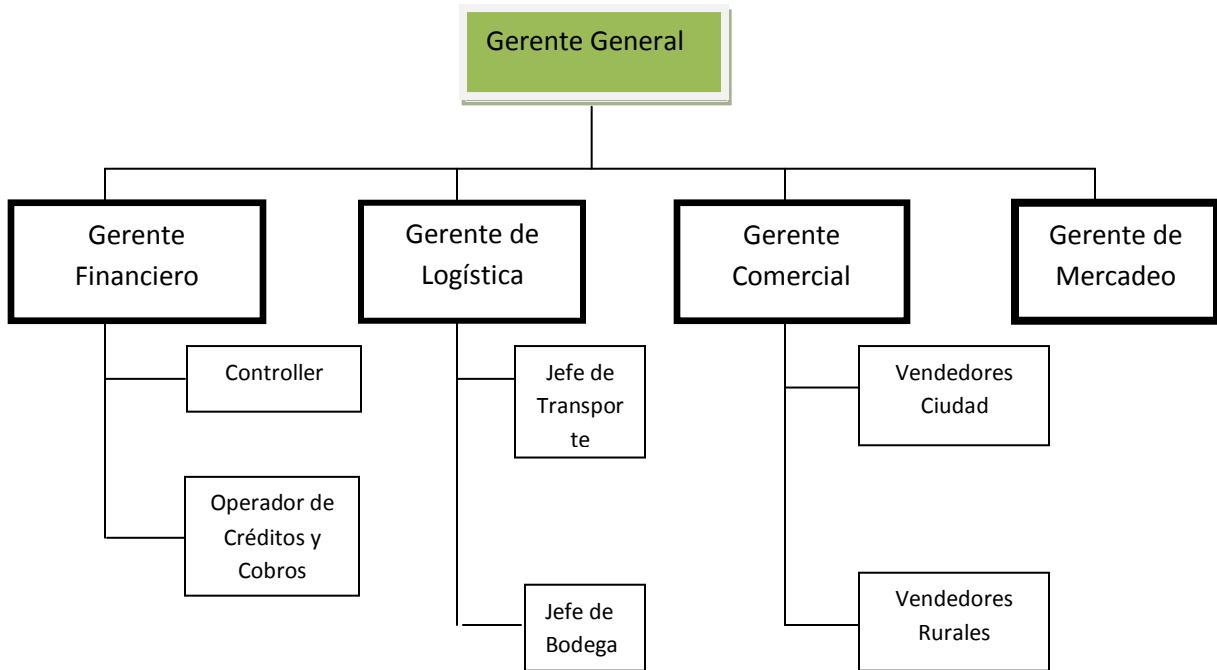 Gerente General
Gerente
Financiero
Gerente de
Logística
Gerente
Comercial
Gerente de
Mercadeo
Controller
Jefe de
Transpor
te
Vendedores
Ciudad
Operador de
Créditos y
Cobros
Jefe de
Bodega
Vendedores
Rurales